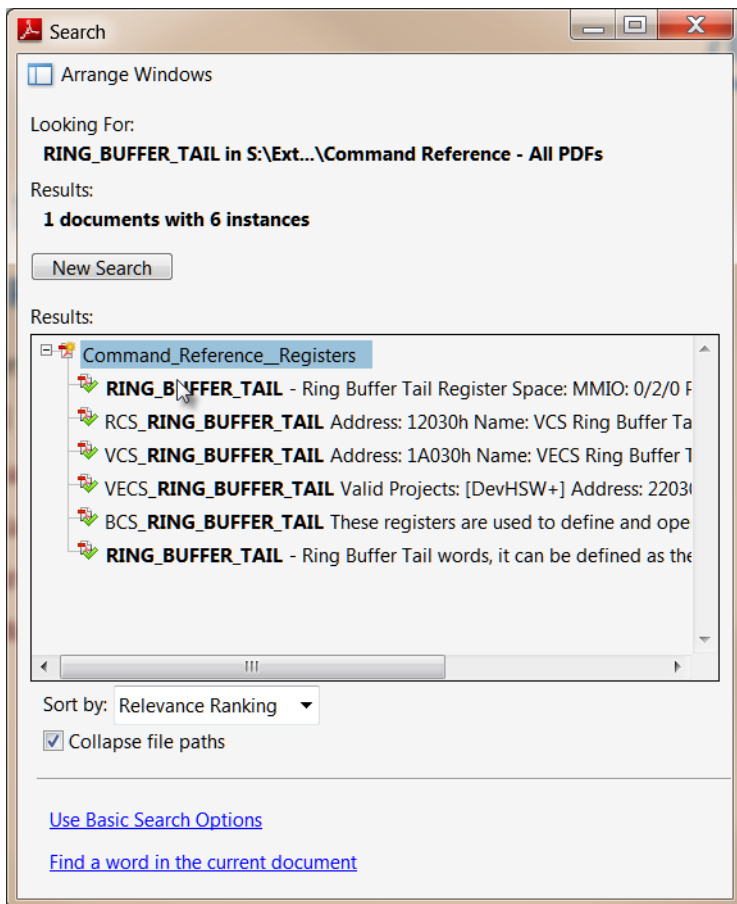 Search
Arrange Windows
Looking For:
RING_BUFFER_TAIL in S:\Ext...\Command Reference - All PDFs
Results:
1 documents with 6 instances
New Search
Results:
Command_Reference__Registers
RING_BUFFER_TAIL - Ring Buffer Tail Register Space: MMIO: 0/2/0
RCS_RING_BUFFER_TAIL Address: 12030h Name: VCS Ring Buffer Ta
VCS_RING_BUFFER_TAIL Address: 1A030h Name: VECS Ring Buffer T
VECS_RING_BUFFER_TAIL Valid Projects: [DevHSW+] Address: 2203
BCS_RING_BUFFER_TAIL These registers are used to define and ope
RING_BUFFER_TAIL - Ring Buffer Tail words, it can be defined as the
Sort by: Relevance Ranking
Collapse file paths
Use Basic Search Options
Find a word in the current document